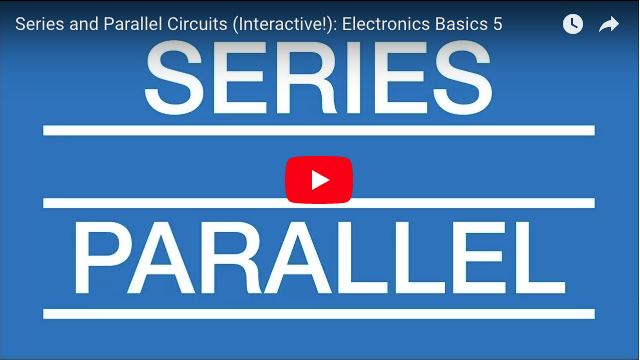 Series and Parallel Circuits (Interactive!): Electronics Basics 5
SERIES
PARALLEL